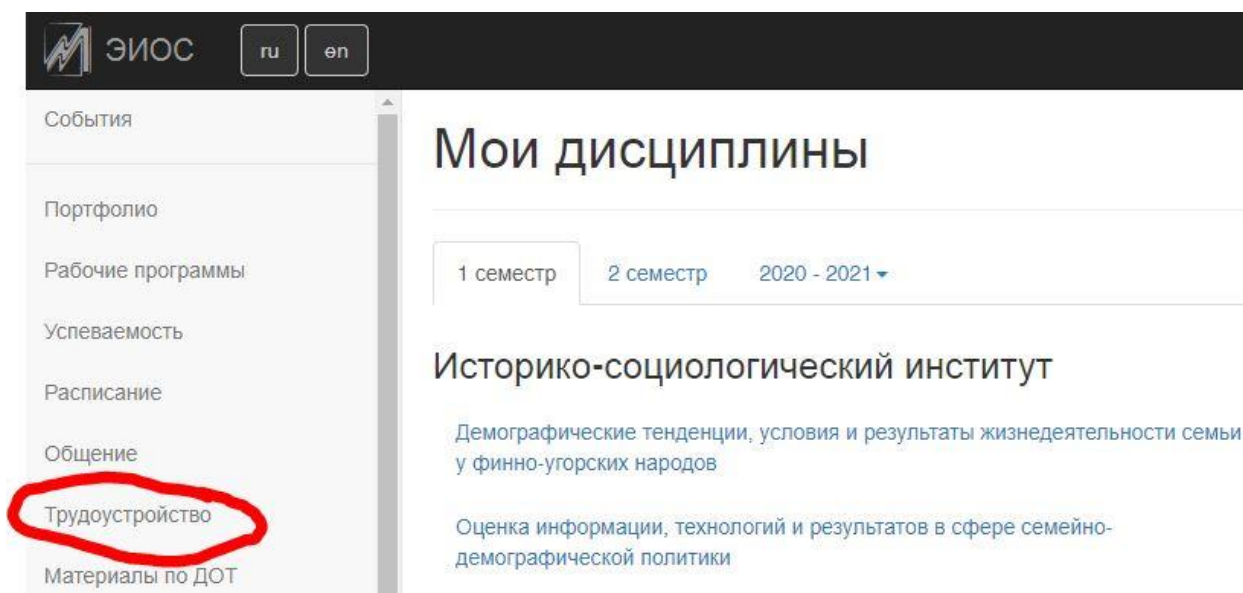 ЭИОС ru en
События
Портфолио
Рабочие программы
Успеваемость
Расписание
Общение
Трудоустройство
Материалы по ДОТ
Мои дисциплины
1 семестр 2 семестр 2020 - 2021
Историко-социологический институт
Демографические тенденции, условия и результаты жизнедеятельности семьи
у финно-угорских народов
Оценка информации, технологий и результатов в сфере семейно-
демографической политики